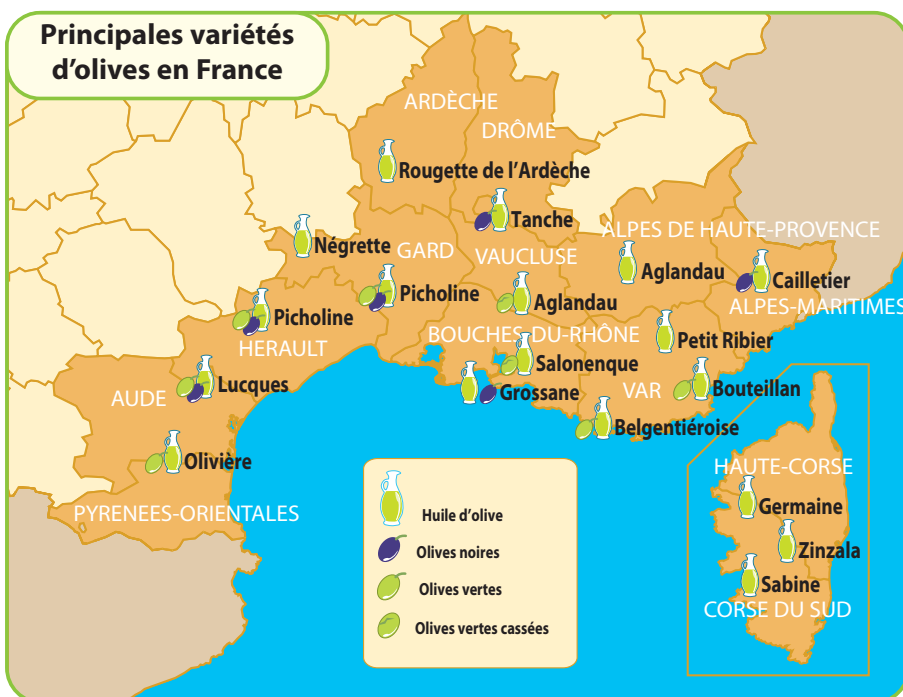 Principales variétés
d'olives en France
ARDÈCHE
DRÔME
Rougette de l'Ardèche
Tanche
ALPES DE HAUTE-PROVENCE
Négrette
GARD
VAUCLUSE
Aglandau
Cailletier
Picholine
Aglandau
ALPES-MARITIMES
Picholine
BOUCHES-DU-RHÔNE
Petit Ribier
HERAULT
Salonenque
Lucques
AUDE
Grossane
VAR
Bouteillan
Belgentiéroise
Olivière
HAUTE-CORSE
PYRENEES-ORIENTALES
Germaine
Huile d'olive
Olives noires
Zinzala
Olives vertes
Sabine
CORSE DU SUD
Olives vertes cassées